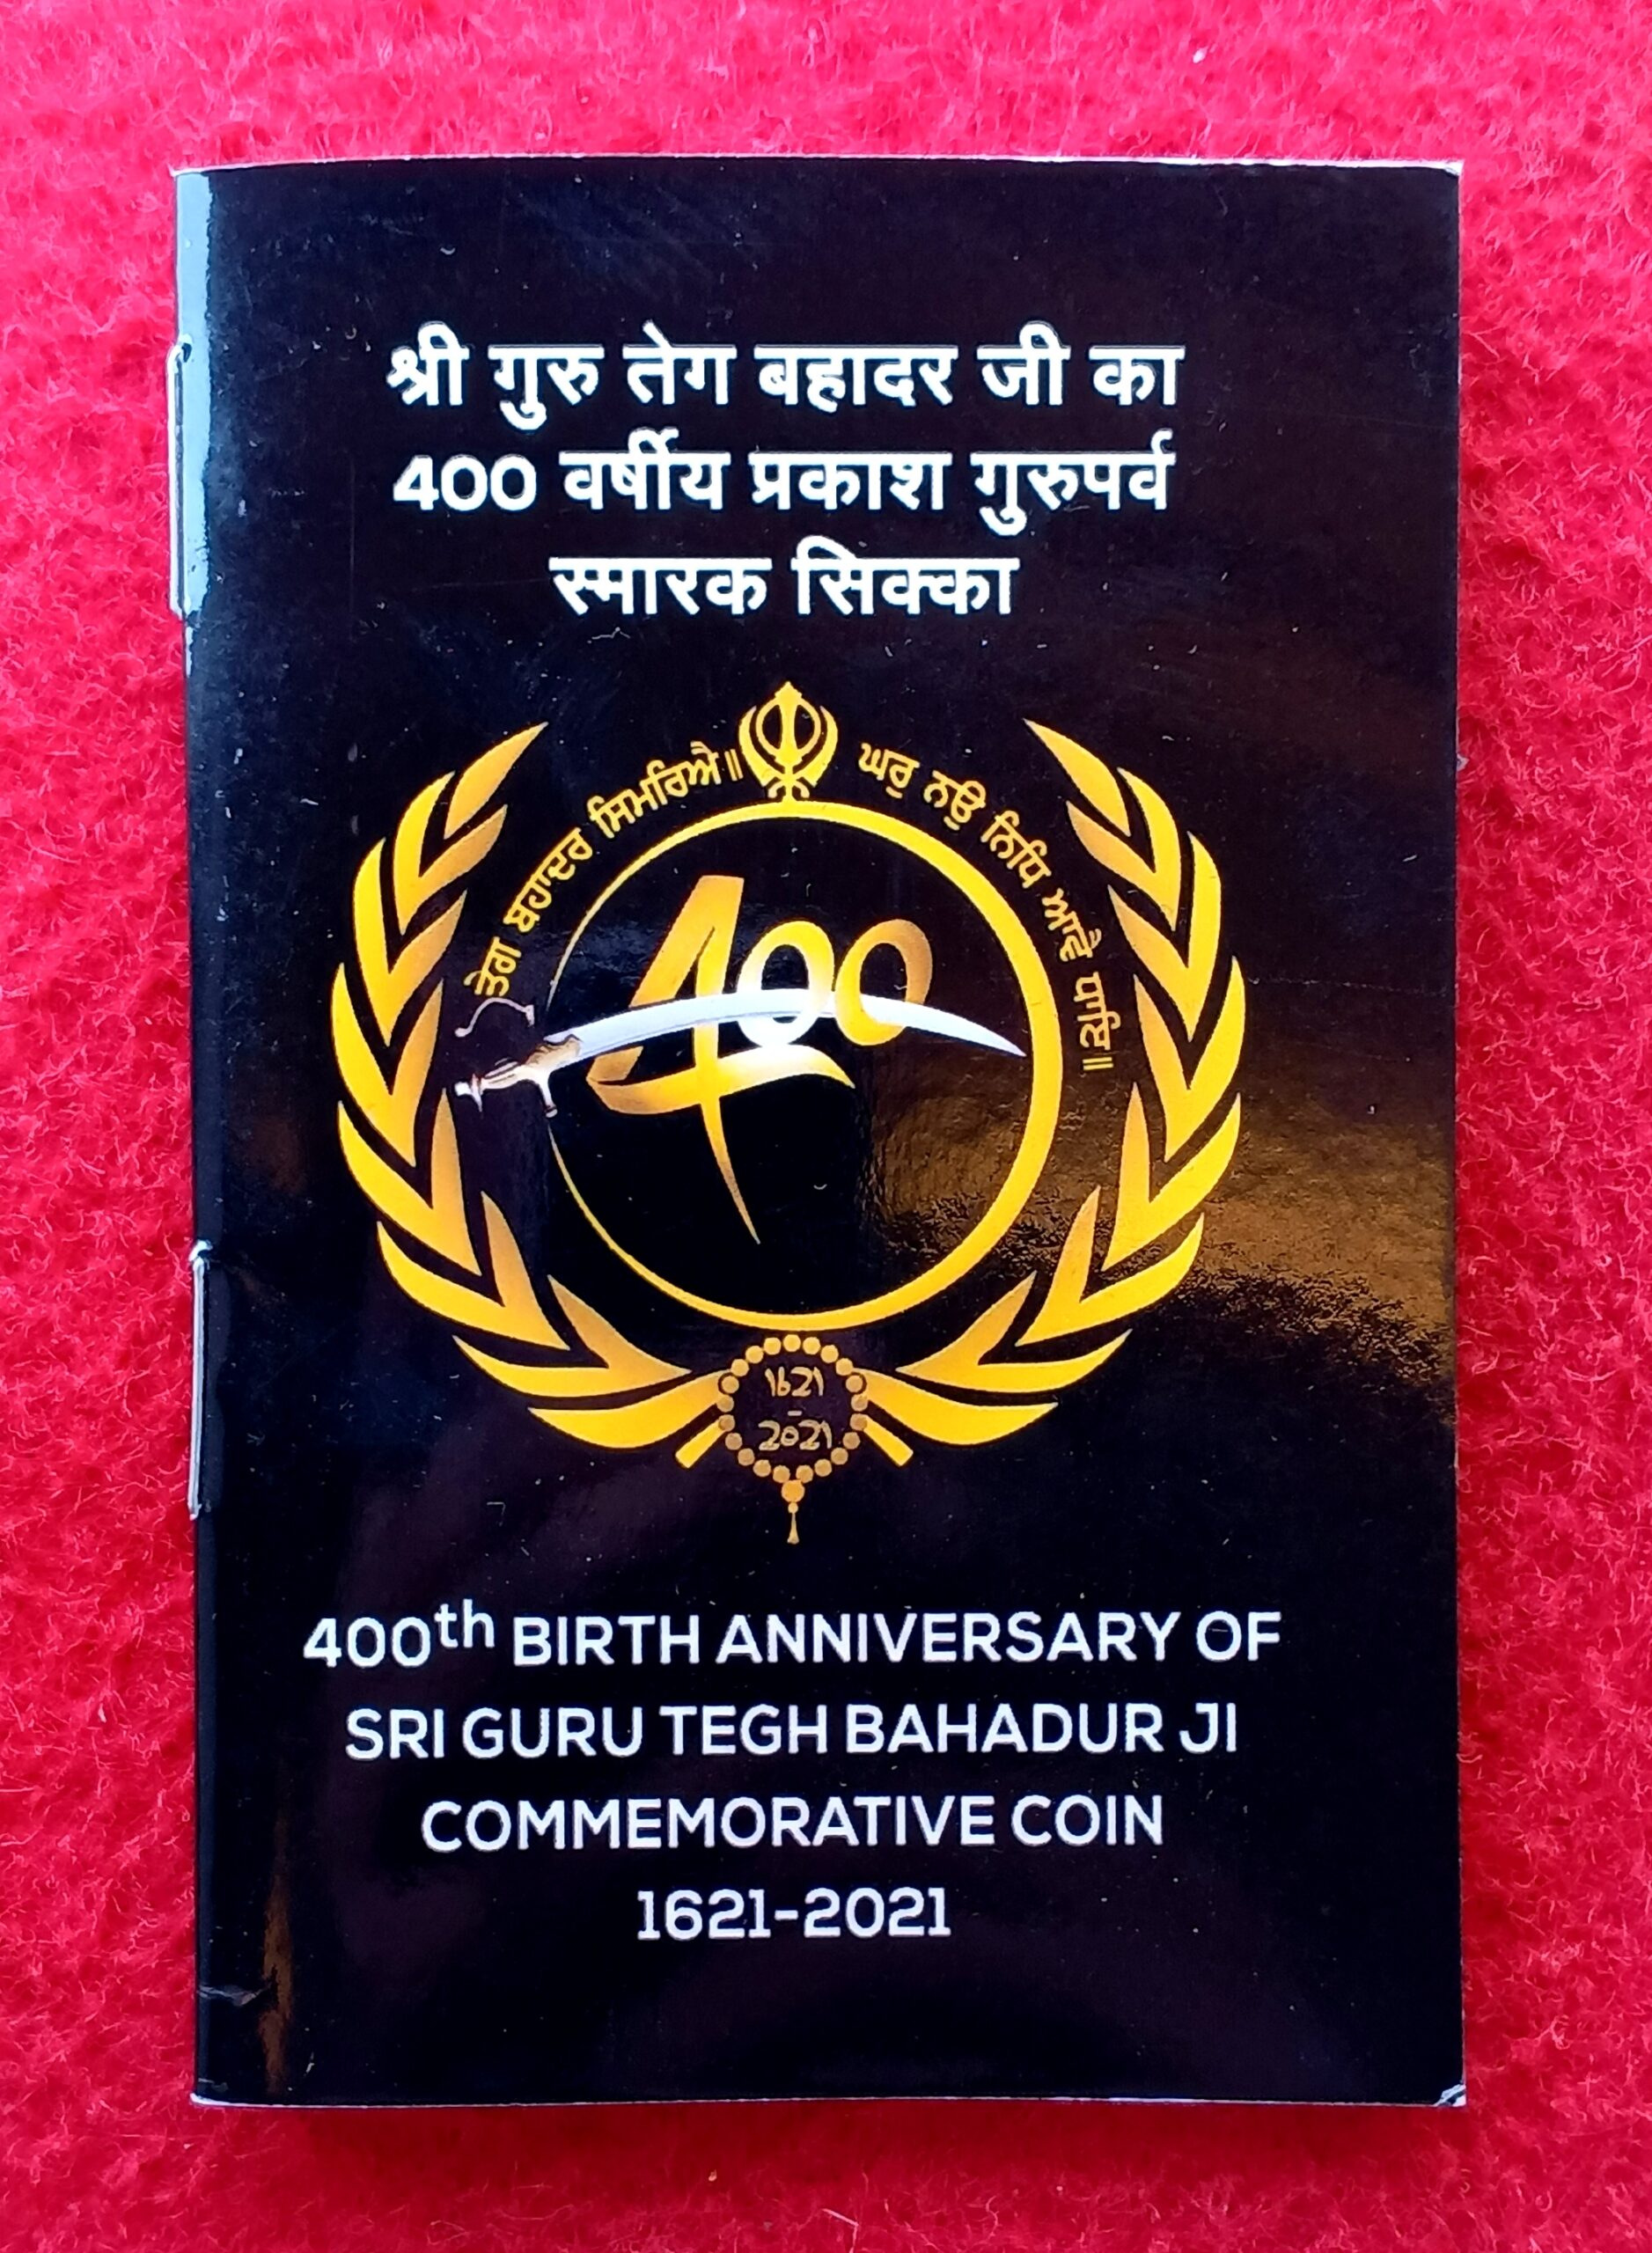 श्री गुरु तेग बहादर जी का
400 वर्षीय प्रकाश गुरुपर्व
स्मारक सिक्का
ਤੇਗ ਬਹਾਦਰ ਸਿਮਰਿਐ॥ ਘਰੁ ਨਉ ਨਿਧਿ ਆਵੈ ਧਾਇ॥
400
1621
-
2021
400th BIRTH ANNIVERSARY OF
SRI GURU TEGH BAHADUR JI
COMMEMORATIVE COIN
1621-2021